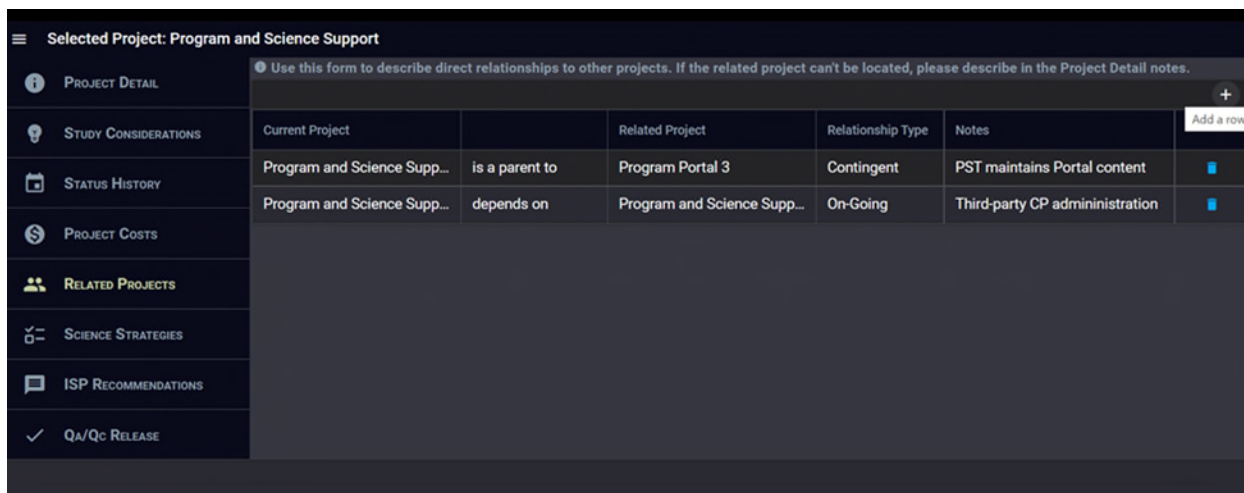 Selected Project: Program and Science Support
Project Detail
Study Considerations
Status History
Project Costs
Related Projects
Science Strategies
ISP Recommendations
Qa/Qc Release
Use this form to describe direct relationships to other projects. If the related project can't be located, please describe in the Project Detail notes.
+
Add a row
Current Project Related Project Relationship Type Notes
Program and Science Supp... is a parent to Program Portal 3 Contingent PST maintains Portal content
Program and Science Supp... depends on Program and Science Supp... On-Going Third-party CP admininistration